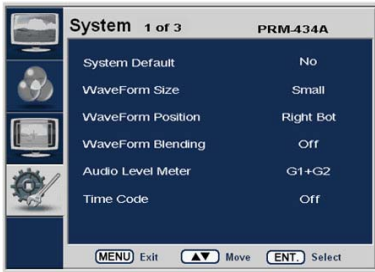 System 1 of 3 PRM-434A
System Default No
WaveForm Size Small
WaveForm Position Right Bot
WaveForm Blending Off
Audio Level Meter G1+G2
Time Code Off
MENU Exit ▲▼ Move ENT. Select